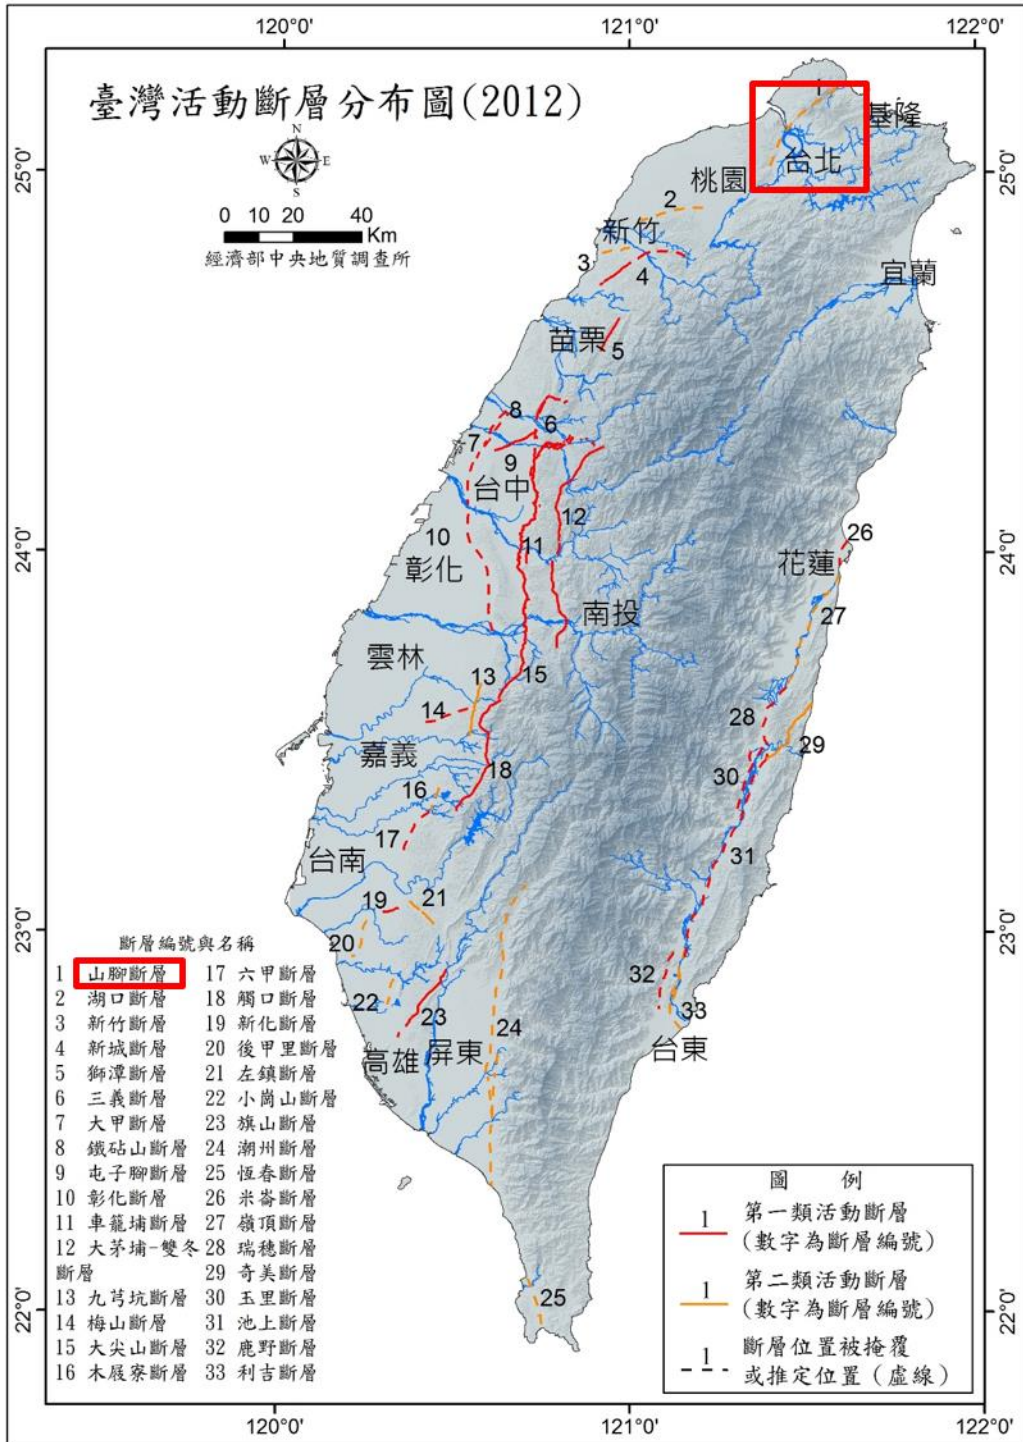 120°0'
121°0'
122°0'
臺灣活動斷層分布圖(2012)
N
W
E
S
0 10 20 40
Km
經濟部中央地質調查所
25°0'
25°0'
24°0'
24°0'
23°0'
23°0'
22°0'
22°0'
1
基隆
台北
桃園
2
新竹
3
4
宜蘭
苗栗
5
8
6
7
9
台中
12
10
11
26
彰化
花蓮
南投
27
雲林
13
15
14
28
嘉義
29
18
30
16
17
31
台南
21
19
20
32
22
33
23
24
台東
高雄
屏東
25
斷層編號與名稱
1 山腳斷層 17 六甲斷層
2 湖口斷層 18 觸口斷層
3 新竹斷層 19 新化斷層
4 新城斷層 20 後甲里斷層
5 獅潭斷層 21 左鎮斷層
6 三義斷層 22 小崗山斷層
7 大甲斷層 23 旗山斷層
8 鐵砧山斷層 24 潮州斷層
9 屯子腳斷層 25 恆春斷層
10 彰化斷層 26 米崙斷層
11 車籠埔斷層 27 嶺頂斷層
12 大茅埔-雙冬 28 瑞穗斷層
斷層 29 奇美斷層
13 九芎坑斷層 30 玉里斷層
14 梅山斷層 31 池上斷層
15 大尖山斷層 32 鹿野斷層
16 木屐寮斷層 33 利吉斷層
圖 例
1 第一類活動斷層
(數字為斷層編號)
1 第二類活動斷層
(數字為斷層編號)
1 斷層位置被掩覆
或推定位置（虛線）
120°0'
121°0'
122°0'